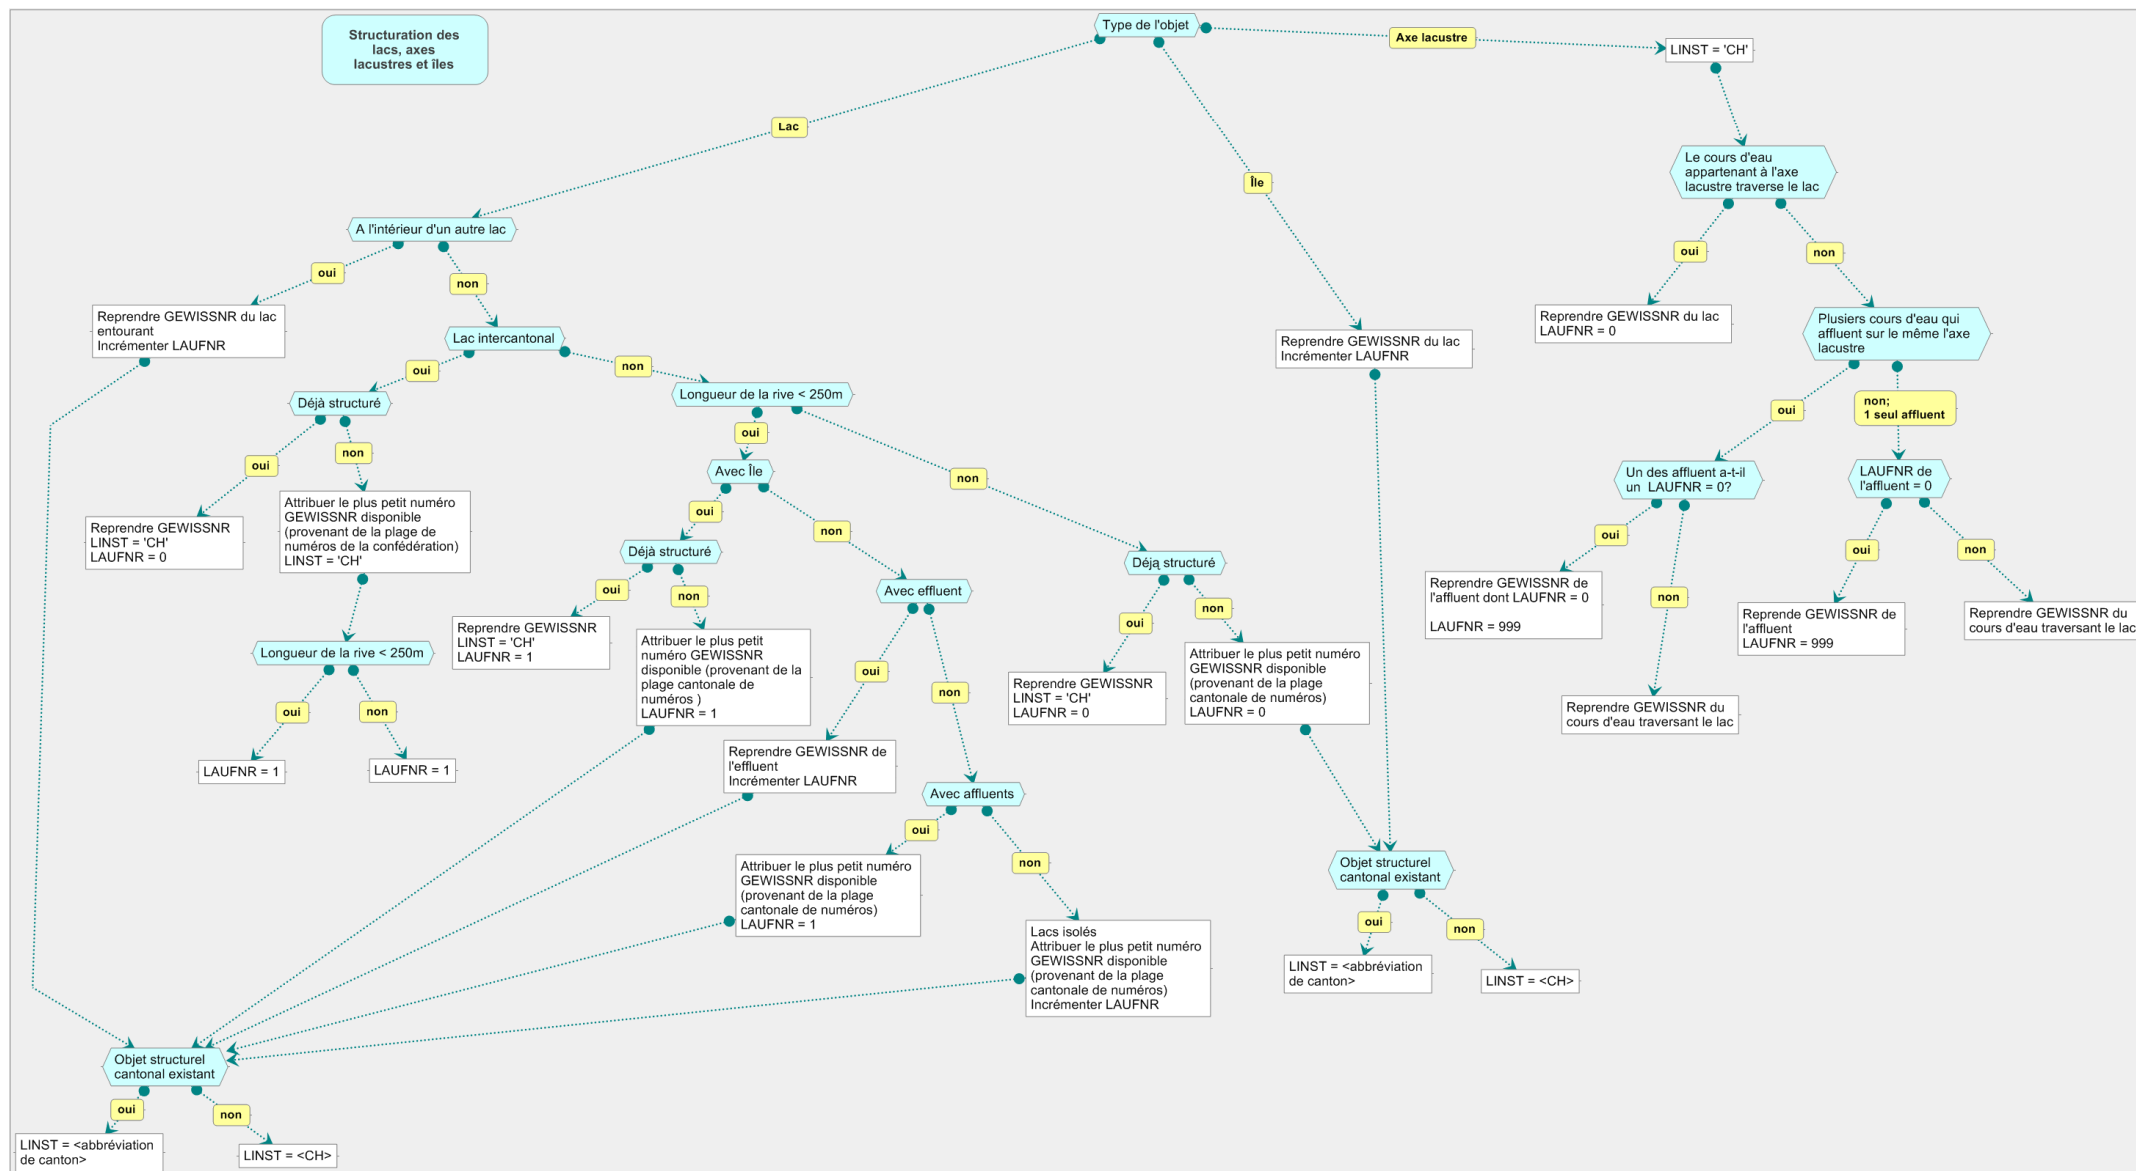 Structuration des
lacs, axes
lacustres et îles
Type de l'objet
Axe lacustre
LINST = 'CH'
Lac
Île
Le cours d'eau
appartenant à l'axe
lacustre traverse le lac
A l'intérieur d'un autre lac
oui
non
oui
non
Reprendre GEWISSNR du lac
entourant
Incrémenter LAUFNR
Lac intercantonal
Reprendre GEWISSNR du lac
Incrémenter LAUFNR
Reprendre GEWISSNR du lac
LAUFNR = 0
Plusiers cours d'eau qui
affluent sur le même l'axe
lacustre
oui
non
Déjà structuré
Longueur de la rive < 250m
oui
non;
1 seul affluent
oui
non
oui
non
Avec Île
non
Un des affluent a-t-il
un  LAUFNR = 0?
LAUFNR de
l'affluent = 0
Reprendre GEWISSNR
LINST = 'CH'
LAUFNR = 0
Attribuer le plus petit numéro
GEWISSNR disponible
(provenant de la plage de
numéros de la confédération)
LINST = 'CH'
oui
non
oui
non
oui
non
Déjà structuré
Déją structuré
oui
non
Avec effluent
oui
non
Reprendre GEWISSNR de
l'affluent dont LAUFNR = 0
LAUFNR = 999
non
Reprende GEWISSNR de
l'affluent
LAUFNR = 999
Reprendre GEWISSNR du
cours d'eau traversant le lac
Reprendre GEWISSNR
LINST = 'CH'
LAUFNR = 1
Attribuer le plus petit
numéro GEWISSNR
disponible (provenant de la
plage cantonale de
numéros )
LAUFNR = 1
Longueur de la rive < 250m
oui
non
oui
non
Reprendre GEWISSNR
LINST = 'CH'
LAUFNR = 0
Attribuer le plus petit numéro
GEWISSNR disponible
(provenant de la plage
cantonale de numéros)
LAUFNR = 0
Reprendre GEWISSNR du
cours d'eau traversant le lac
LAUFNR = 1
LAUFNR = 1
Reprendre GEWISSNR de
l'effluent
Incrémenter LAUFNR
Avec affluents
oui
non
Attribuer le plus petit numéro
GEWISSNR disponible
(provenant de la plage
cantonale de numéros)
LAUFNR = 1
Objet structurel
cantonal existant
oui
non
Lacs isolés
Attribuer le plus petit numéro
GEWISSNR disponible
(provenant de la plage
cantonale de numéros)
Incrémenter LAUFNR
LINST = <abbréviation
de canton>
LINST = <CH>
Objet structurel
cantonal existant
oui
non
LINST = <abbréviation
de canton>
LINST = <CH>